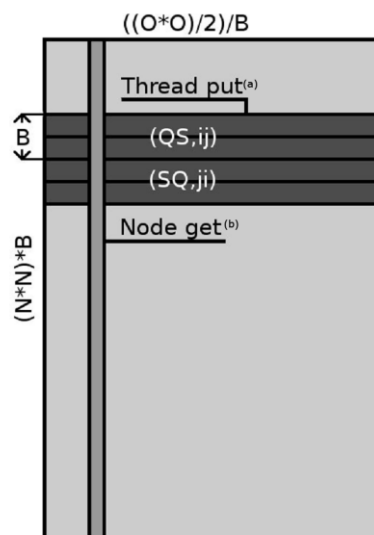 ((O*O)/2)/B
Thread put(a)
B
(QS,ij)
(SQ,ji)
Node get(b)
(N*N)*B